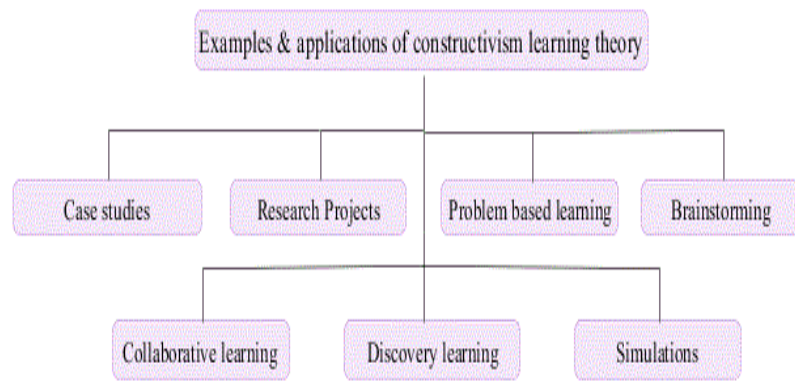 Examples & applications of constructivism learning theory
Case studies
Research Projects
Problem based learning
Brainstorming
Collaborative learning
Discovery learning
Simulations